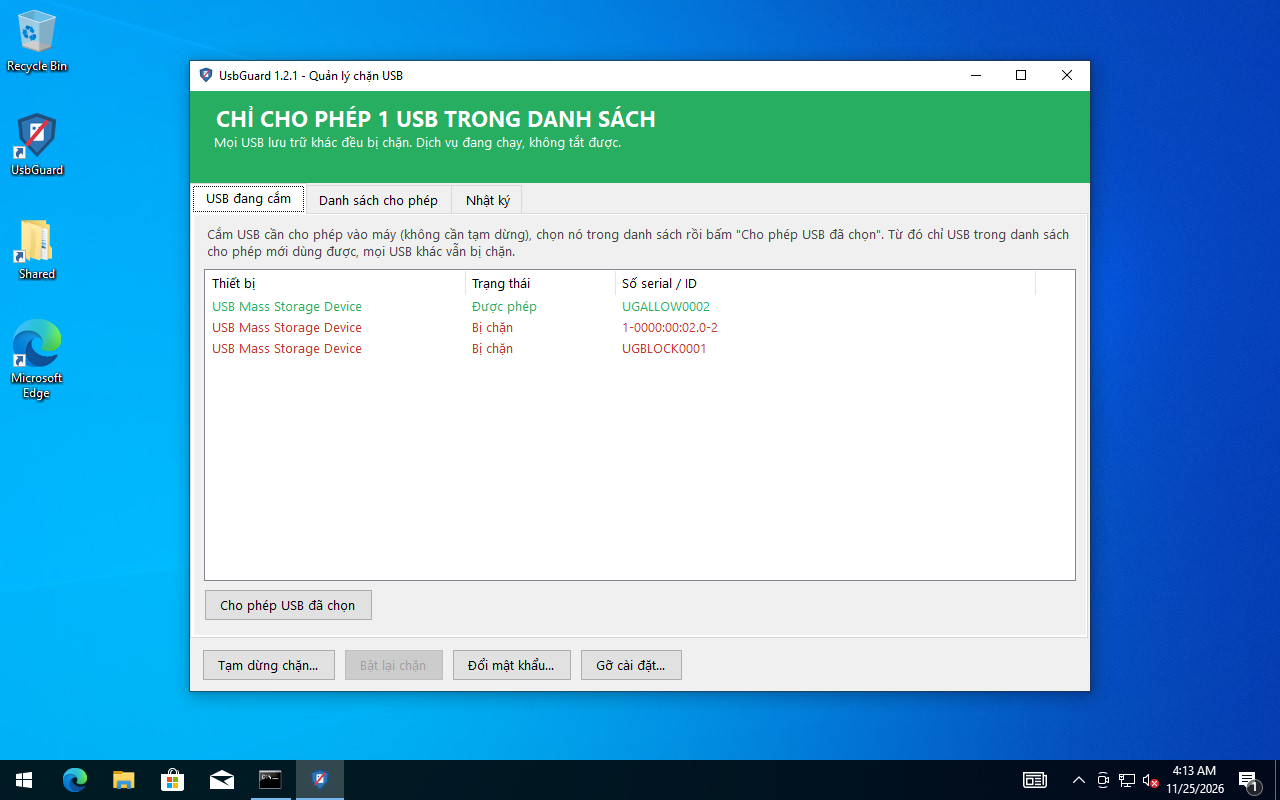 Recycle Bin
UsbGuard
Shared
Microsoft
Edge
UsbGuard 1.2.1 - Quản lý chặn USB
CHỈ CHO PHÉP 1 USB TRONG DANH SÁCH
Mọi USB lưu trữ khác đều bị chặn. Dịch vụ đang chạy, không tắt được.
USB đang cắm
Danh sách cho phép
Nhật ký
Cắm USB cần cho phép vào máy (không cần tạm dừng), chọn nó trong danh sách rồi bấm "Cho phép USB đã chọn". Từ đó chỉ USB trong danh sách
cho phép mới dùng được, mọi USB khác vẫn bị chặn.
Thiết bị Trạng thái Số serial / ID
USB Mass Storage Device Được phép UGALLOW0002
USB Mass Storage Device Bị chặn 1-0000:00:02.0-2
USB Mass Storage Device Bị chặn UGBLOCK0001
Cho phép USB đã chọn
Tạm dừng chặn... Bật lại chặn Đổi mật khẩu... Gỡ cài đặt...
4:13 AM
11/25/2026
1